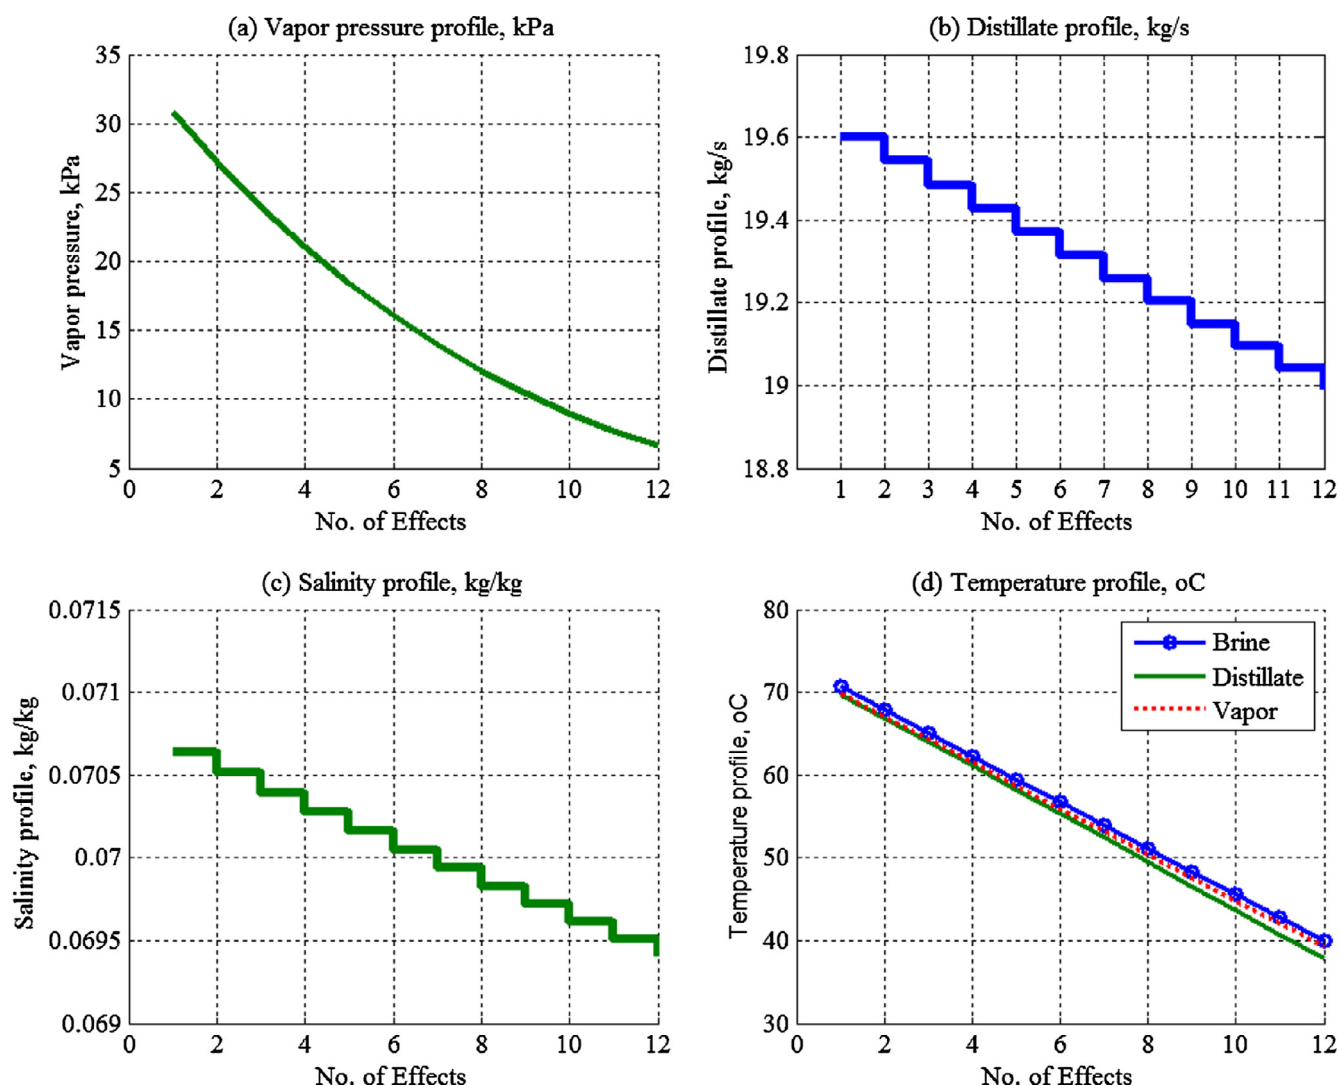 (a) Vapor pressure profile, kPa
35
30
25
20
15
10
5
Vapor pressure, kPa
0 2 4 6 8 10 12
No. of Effects
(b) Distillate profile, kg/s
19.8
19.6
19.4
19.2
19
18.8
Distillate profile, kg/s
0 1 2 3 4 5 6 7 8 9 10 11 12
No. of Effects
(c) Salinity profile, kg/kg
0.0715
0.071
0.0705
0.07
0.0695
0.069
Salinity profile, kg/kg
0 2 4 6 8 10 12
No. of Effects
(d) Temperature profile, oC
80
70
60
50
40
30
Temperature profile, oC
Brine
Distillate
Vapor
0 2 4 6 8 10 12
No. of Effects